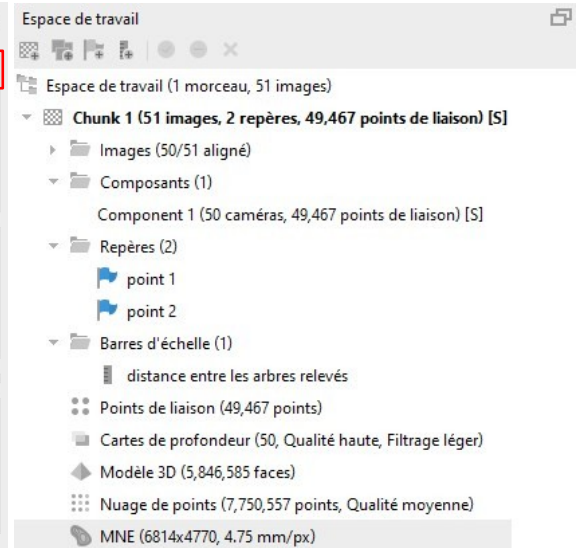 Espace de travail
Espace de travail (1 morceau, 51 images)
Chunk 1 (51 images, 2 repères, 49,467 points de liaison) [S]
Images (50/51 aligné)
Composants (1)
Component 1 (50 caméras, 49,467 points de liaison) [S]
Repères (2)
point 1
point 2
Barres d'échelle (1)
distance entre les arbres relevés
Points de liaison (49,467 points)
Cartes de profondeur (50, Qualité haute, Filtrage léger)
Modèle 3D (5,846,585 faces)
Nuage de points (7,750,557 points, Qualité moyenne)
MNE (6814x4770, 4.75 mm/px)